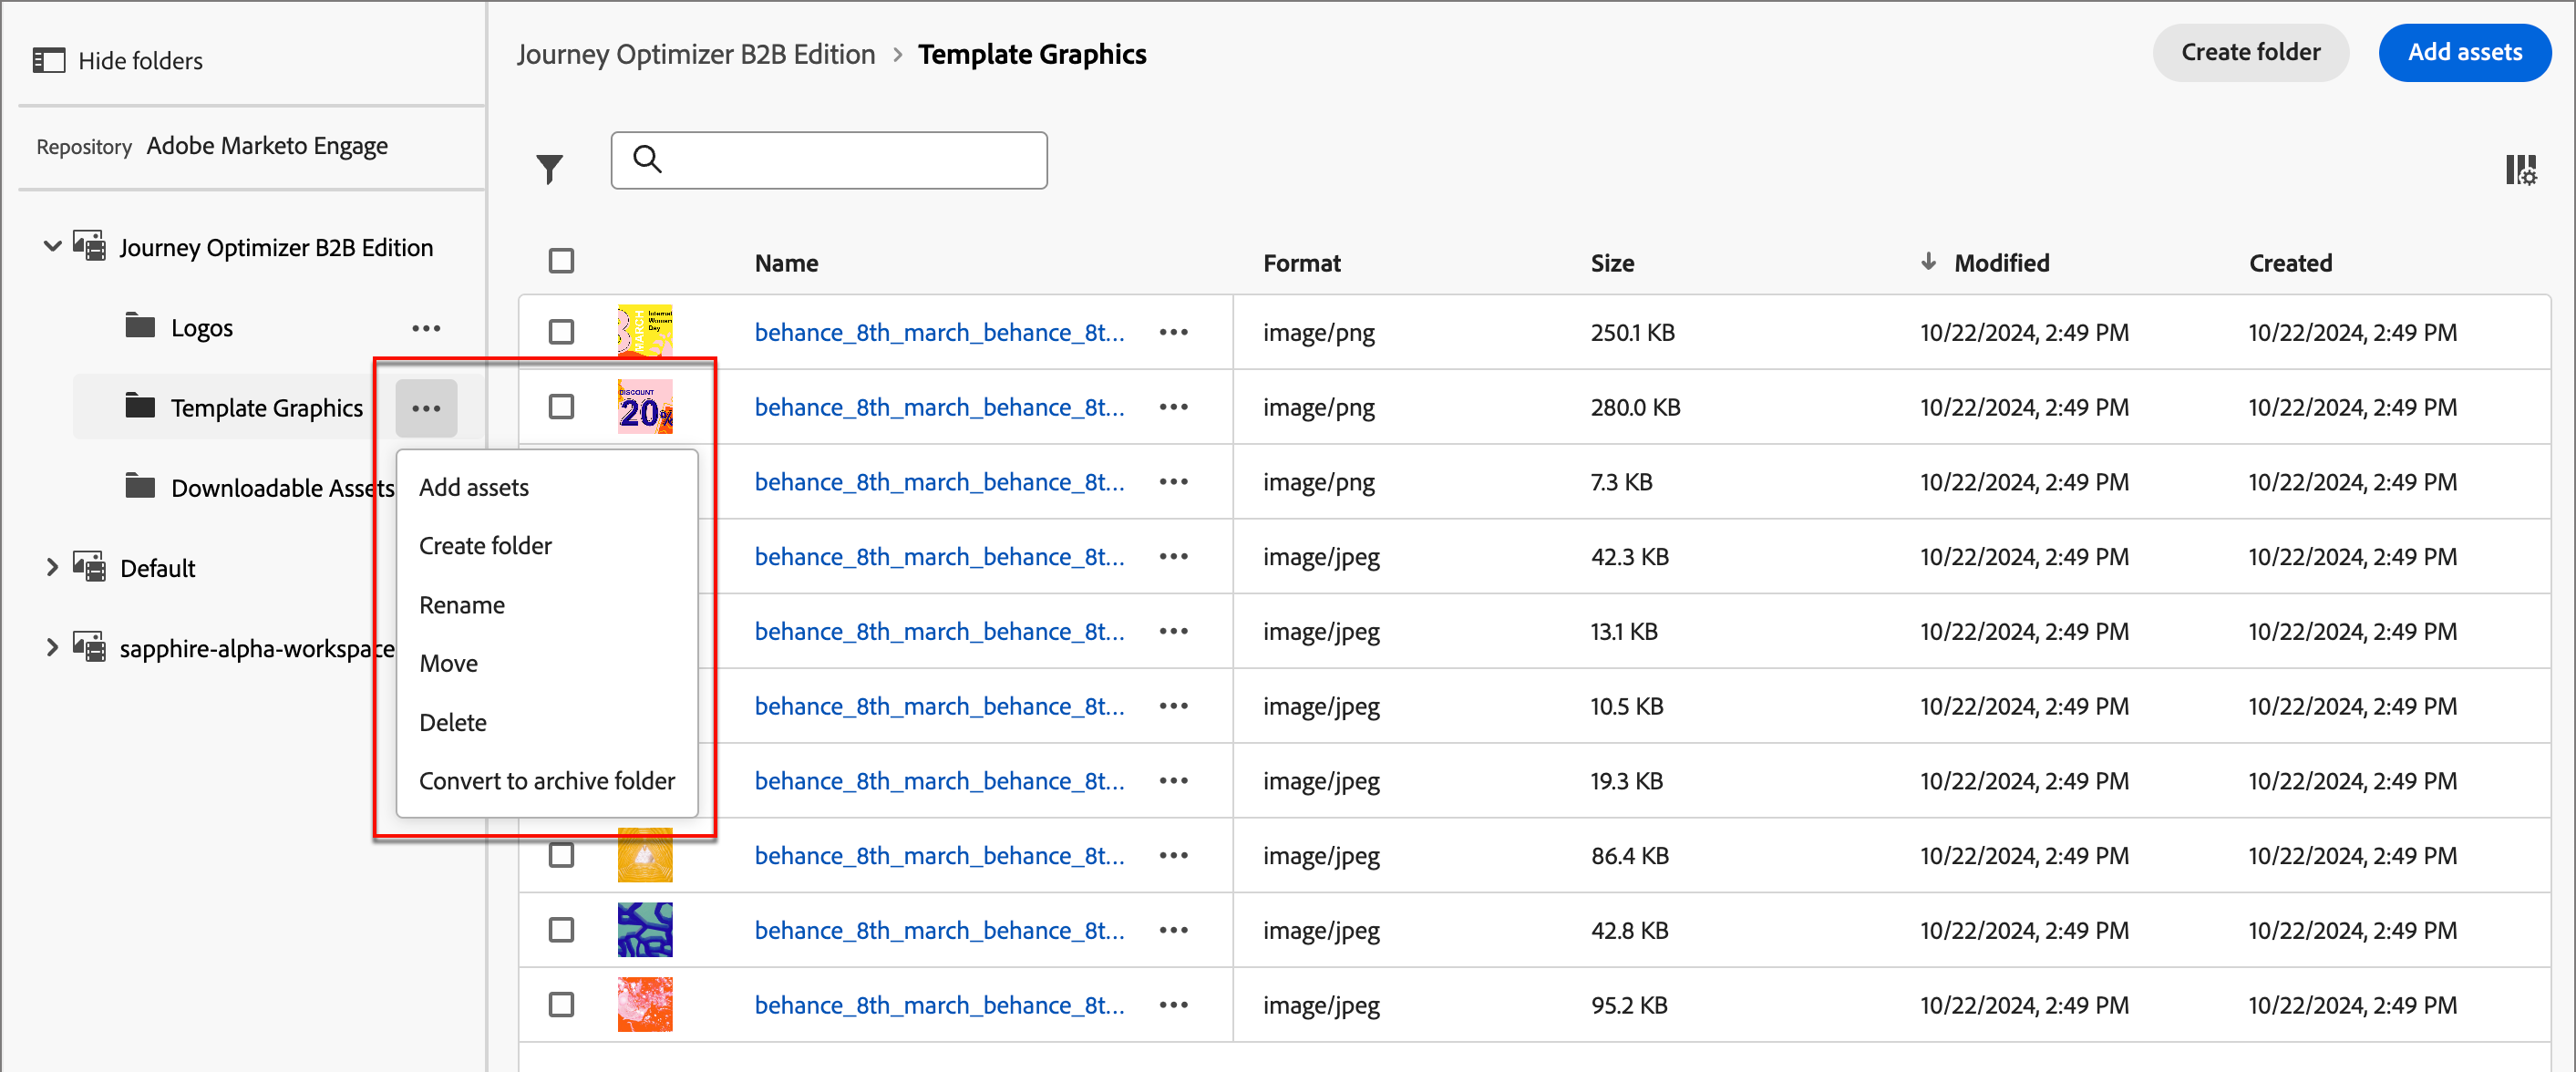 Hide folders
Repository Adobe Marketo Engage
Journey Optimizer B2B Edition
Logos
Template Graphics
Downloadable Assets
Default
sapphire-alpha-workspace
Add assets
Create folder
Rename
Move
Delete
Convert to archive folder
Journey Optimizer B2B Edition > Template Graphics
Create folder
Add assets
Name Format Size Modified Created
MARCH
Women
Day
behance_8th_march_behance_8t... image/png 250.1 KB 10/22/2024, 2:49 PM 10/22/2024, 2:49 PM
DISCOUNT
20%
behance_8th_march_behance_8t... image/png 280.0 KB 10/22/2024, 2:49 PM 10/22/2024, 2:49 PM
behance_8th_march_behance_8t... image/png 7.3 KB 10/22/2024, 2:49 PM 10/22/2024, 2:49 PM
behance_8th_march_behance_8t... image/jpeg 42.3 KB 10/22/2024, 2:49 PM 10/22/2024, 2:49 PM
behance_8th_march_behance_8t... image/jpeg 13.1 KB 10/22/2024, 2:49 PM 10/22/2024, 2:49 PM
behance_8th_march_behance_8t... image/jpeg 10.5 KB 10/22/2024, 2:49 PM 10/22/2024, 2:49 PM
behance_8th_march_behance_8t... image/jpeg 19.3 KB 10/22/2024, 2:49 PM 10/22/2024, 2:49 PM
behance_8th_march_behance_8t... image/jpeg 86.4 KB 10/22/2024, 2:49 PM 10/22/2024, 2:49 PM
behance_8th_march_behance_8t... image/jpeg 42.8 KB 10/22/2024, 2:49 PM 10/22/2024, 2:49 PM
behance_8th_march_behance_8t... image/jpeg 95.2 KB 10/22/2024, 2:49 PM 10/22/2024, 2:49 PM